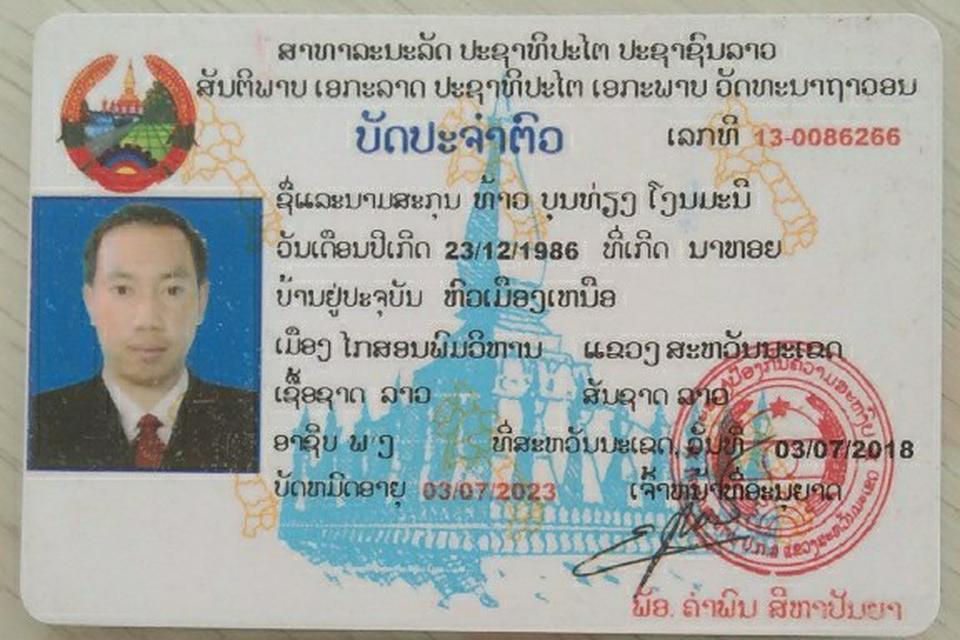 ສາທາລະນະລັດ ປະຊາທິປະໄຕ ປະຊາຊົນລາວ
ສັນຕິພາບ ເອກະລາດ ປະຊາທິປະໄຕ ເອກະພາບ ວັດທະນາຖາວອນ
ບັດປະຈຳຕົວ ເລກທີ 13-0086266
ຊື່ແລະນາມສະກຸນ ທ້າວ ບຸນທ່ຽງ ໂງນມະນີ
ວັນເດືອນປີເກີດ 23/12/1986 ທີ່ເກີດ ນາຫອຍ
ບ້ານຢູ່ປະຈຸບັນ ຫົວເມືອງເຫນືອ
ເມືອງ ໄກສອນພົມວິຫານ ແຂວງ ສະຫວັນນະເຂດ
ເຊື້ອຊາດ ລາວ ສັນຊາດ ລາວ
ອາຊີບ ພ/ງ ທີ່ສະຫວັນນະເຂດ, ວັນທີ 03/07/2018
ບັດຫມົດອາຍຸ 03/07/2023 ເຈົ້າຫນ້າທີ່ອະນຸຍາດ
ພັອ. ຄຳພັນ ສີຫາປັນຍາ